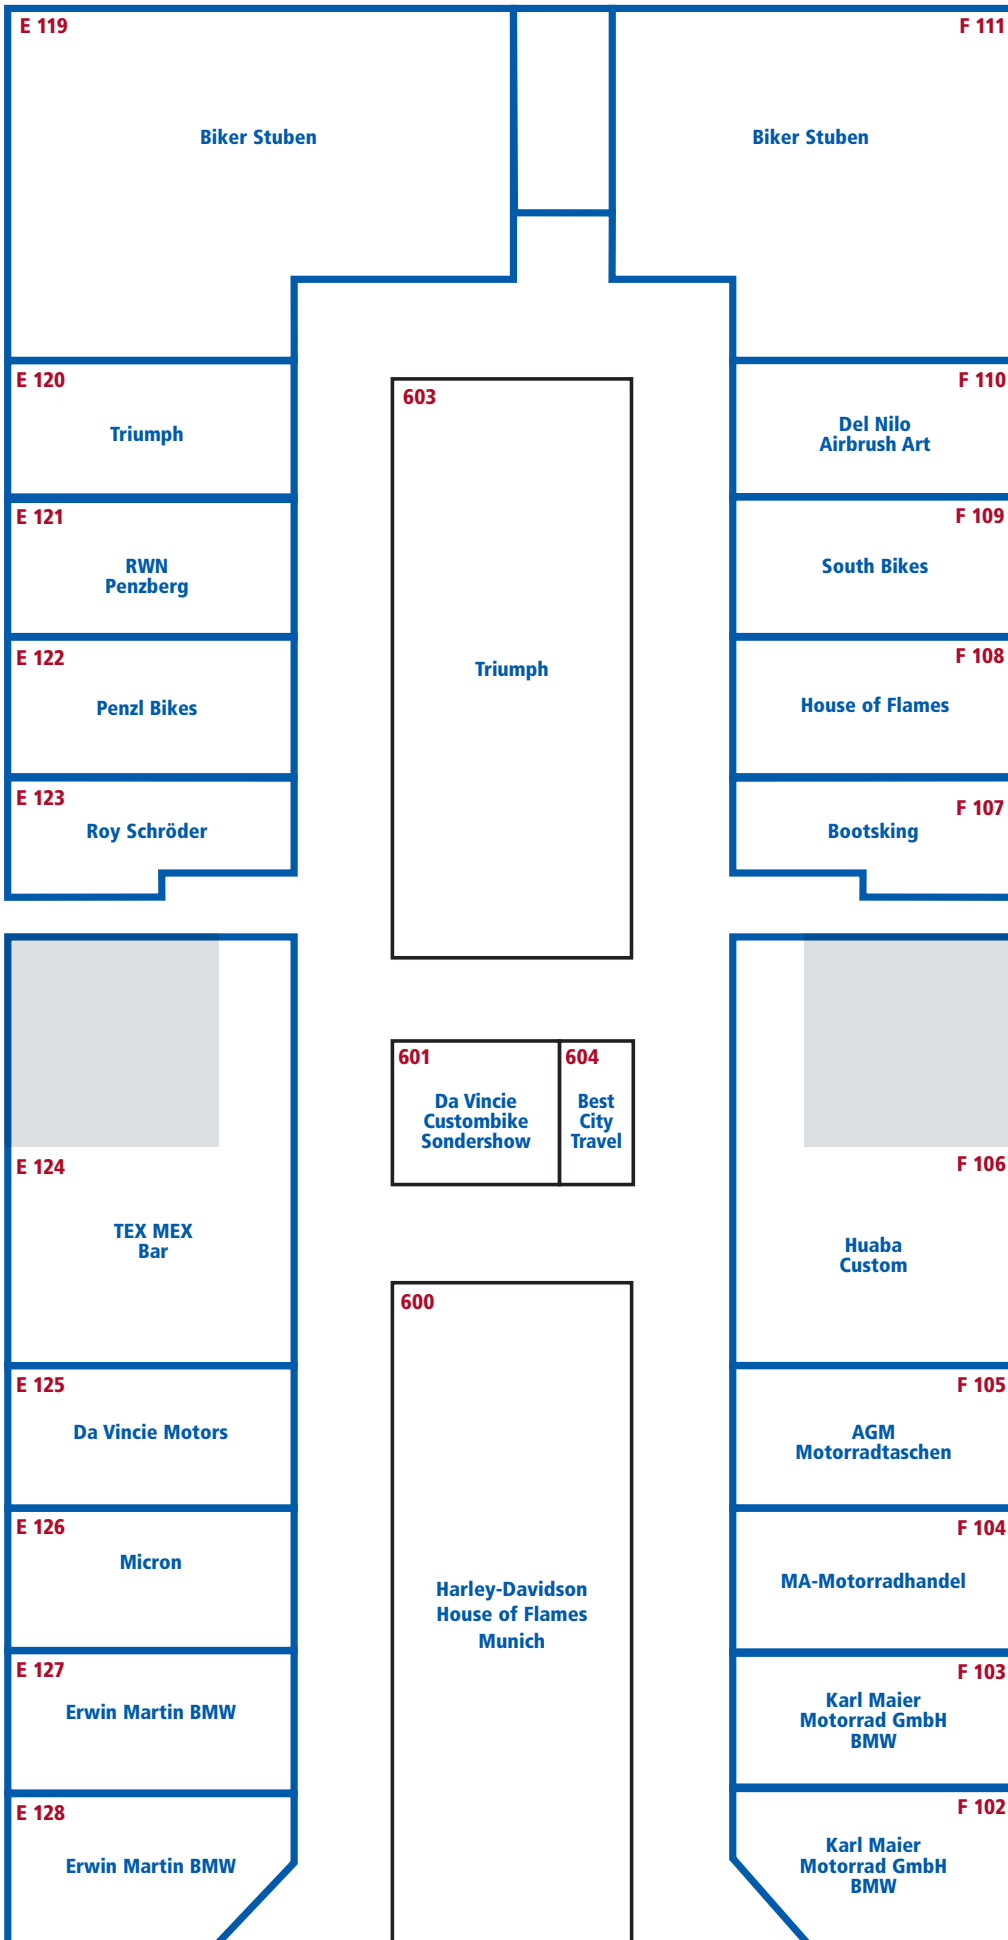 E 119
F 111
Biker Stuben
Biker Stuben
E 120
Triumph
603
F 110
Del Nilo
Airbrush Art
E 121
RWN
Penzberg
F 109
South Bikes
E 122
Penzl Bikes
Triumph
F 108
House of Flames
E 123
Roy Schröder
F 107
Bootsking
601
Da Vincie
Custombike
Sondershow
604
Best
City
Travel
E 124
TEX MEX
Bar
F 106
Huaba
Custom
600
E 125
Da Vincie Motors
F 105
AGM
Motorradtaschen
E 126
Micron
Harley-Davidson
House of Flames
Munich
F 104
MA-Motorradhandel
E 127
Erwin Martin BMW
F 103
Karl Maier
Motorrad GmbH
BMW
E 128
Erwin Martin BMW
F 102
Karl Maier
Motorrad GmbH
BMW